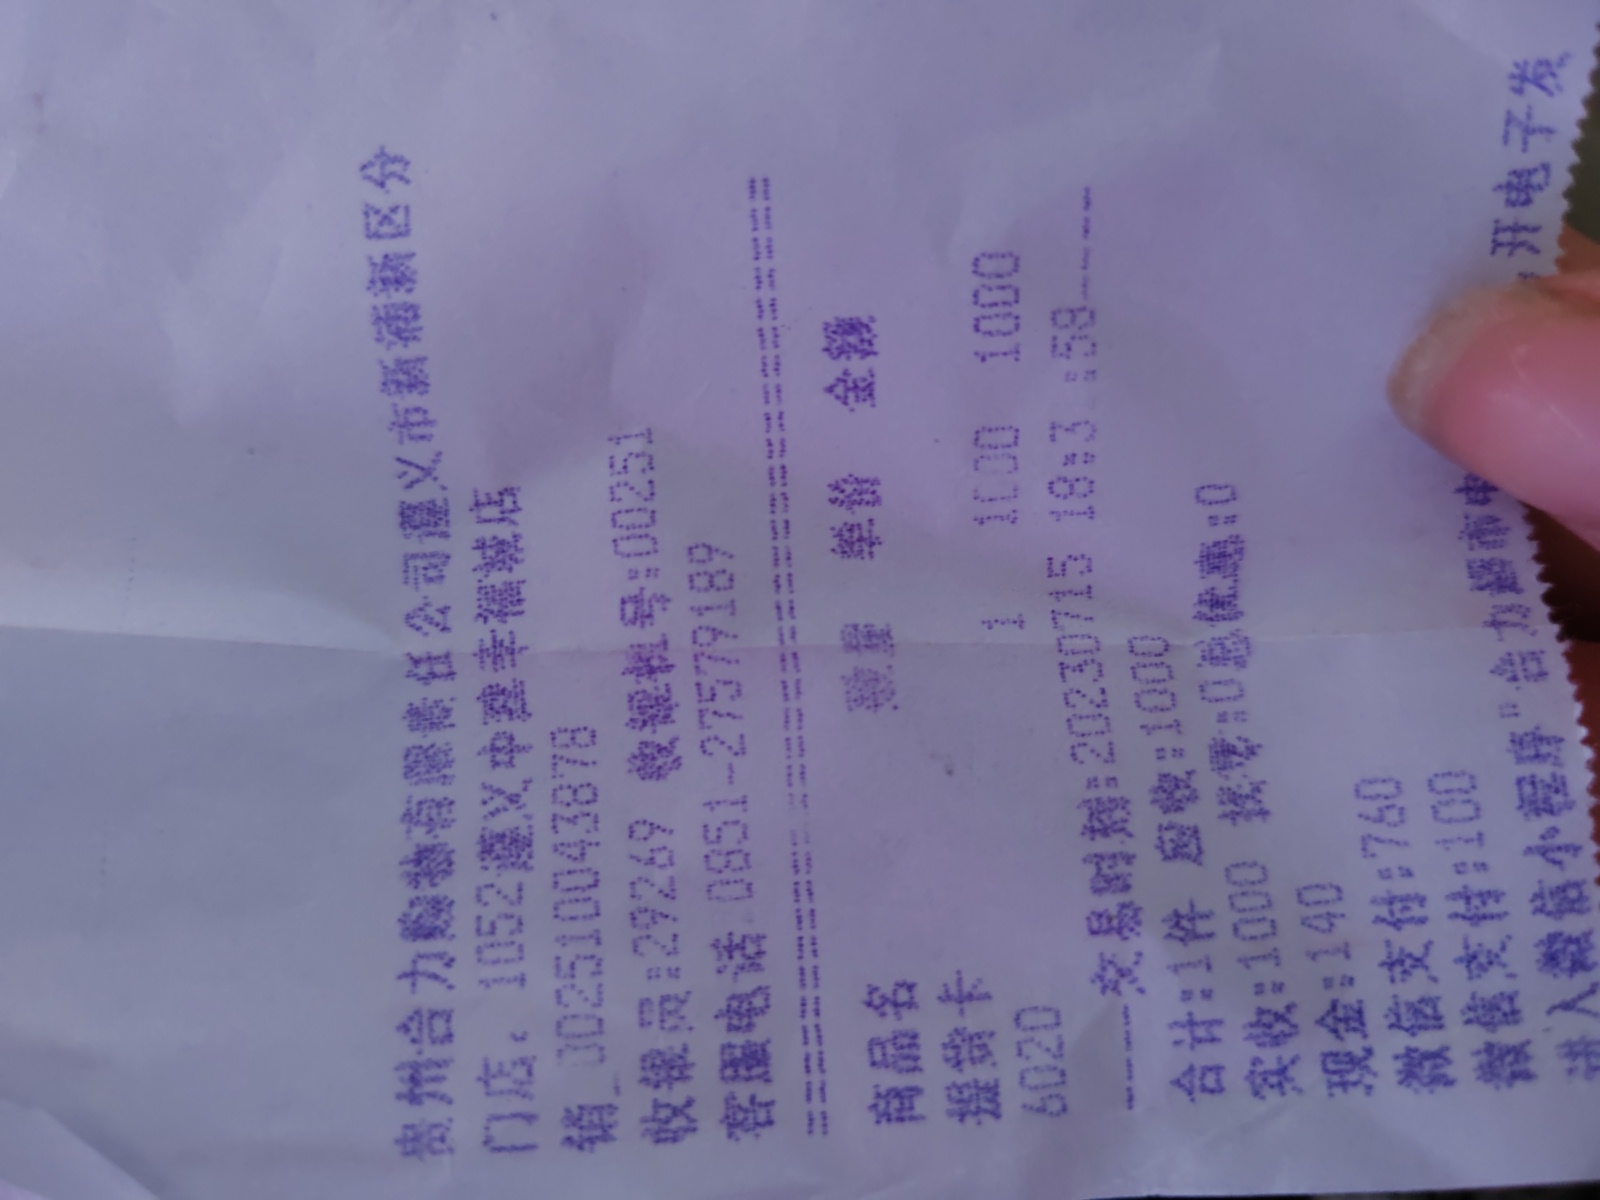 贵州合力购物有限责任公司遵义市新浦新区分
门店: 1052遵义中建幸福城店
销_00251004387​8
收银员:29269 收银机号:00251
客服电话 0851-27579189
================================
商品名 数量 单价 金额
提货卡
6020 1 1000 1000
-----交易时刻:20230715 18:3 :59-----
合计:1件 应收:1000
实收:1000 找零:0总优惠:0
现金:140
微信支付:760
微信支付:100
进入微信小程序"合力超市电 ,开电子发